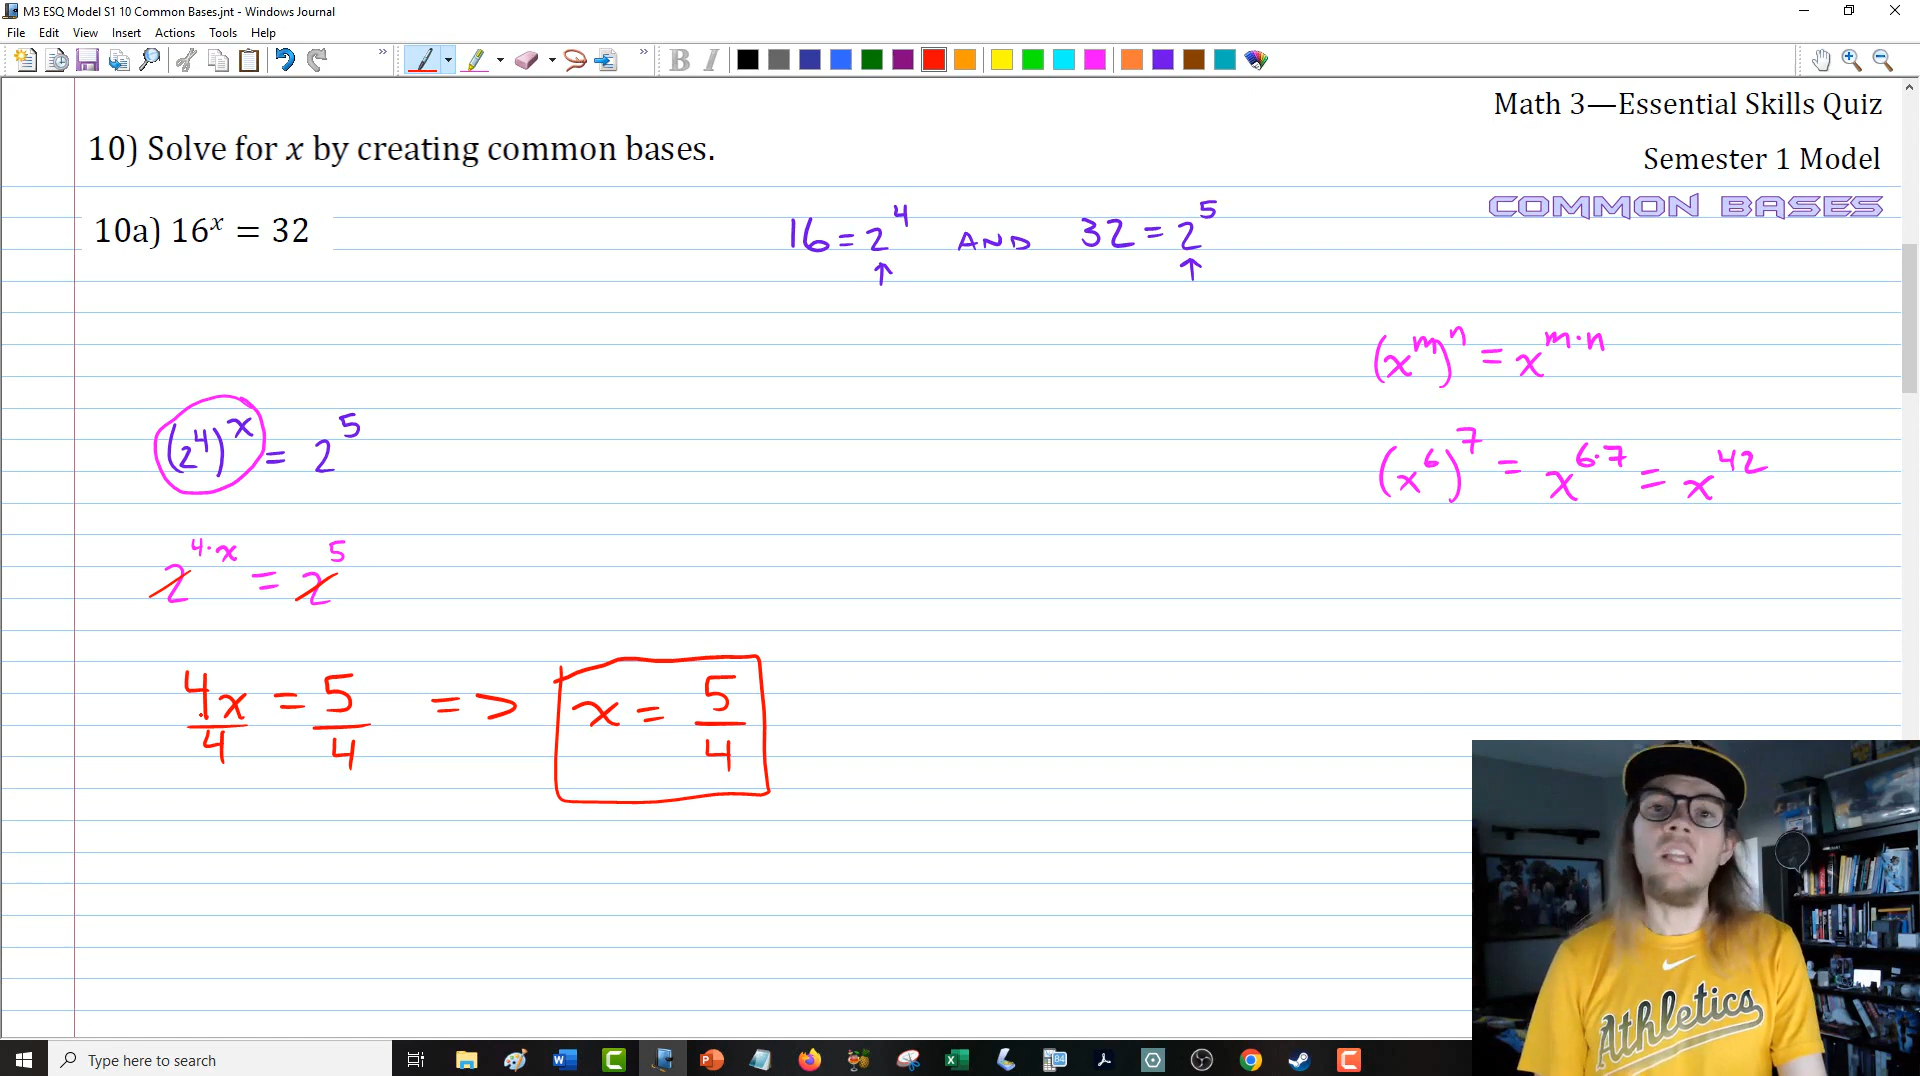 M3 ESQ Model S1 10 Common Bases.jnt - Windows Journal
File Edit View Insert Actions Tools Help
B I
Math 3—Essential Skills Quiz
Semester 1 Model
COMMON BASES
10) Solve for x by creating common bases.
10a) 16^x = 32
16 = 2^4 AND 32 = 2^5
↑ ↑
(x^m)^n = x^{m·n}
(2^4)^x = 2^5
(x^6)^7 = x^{6·7} = x^{42}
2^{4·x} = 2^5
4x/4 = 5/4 => x = 5/4
Athletics
Type here to search